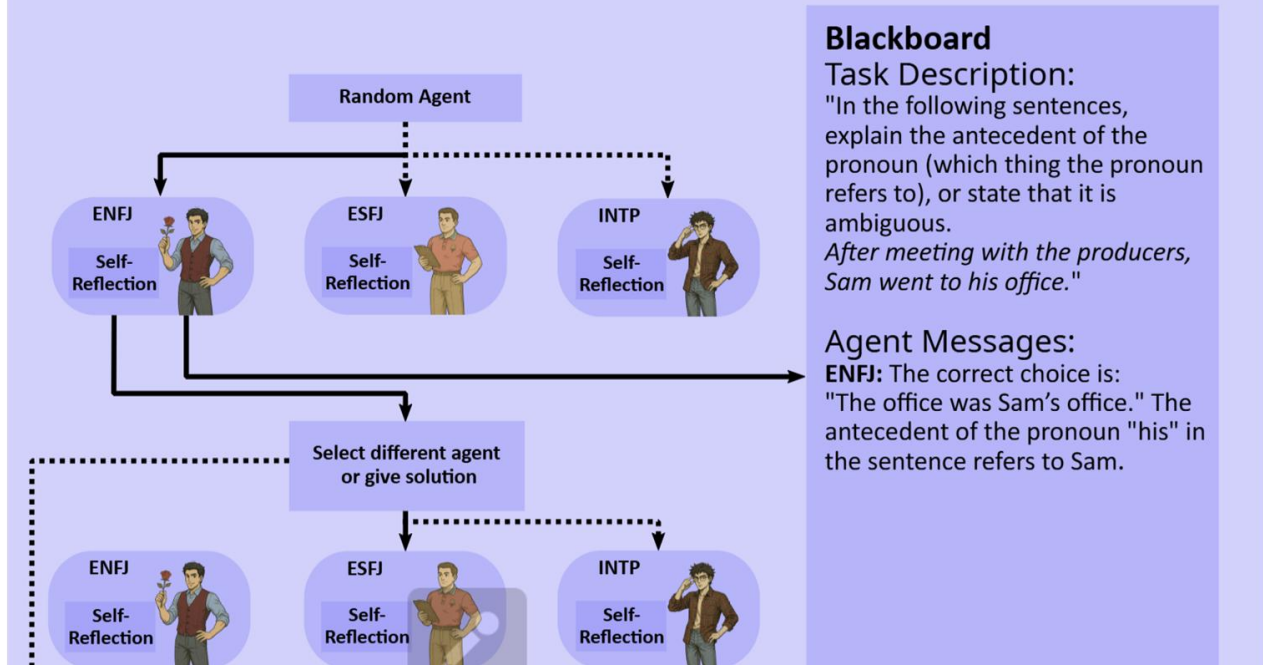 Random Agent
ENFJ
Self-
Reflection
ESFJ
Self-
Reflection
INTP
Self-
Reflection
Select different agent
or give solution
ENFJ
Self-
Reflection
ESFJ
Self-
Reflection
INTP
Self-
Reflection
Blackboard
Task Description:
"In the following sentences,
explain the antecedent of the
pronoun (which thing the pronoun
refers to), or state that it is
ambiguous.
After meeting with the producers,
Sam went to his office."
Agent Messages:
ENFJ: The correct choice is:
"The office was Sam’s office." The
antecedent of the pronoun "his" in
the sentence refers to Sam.